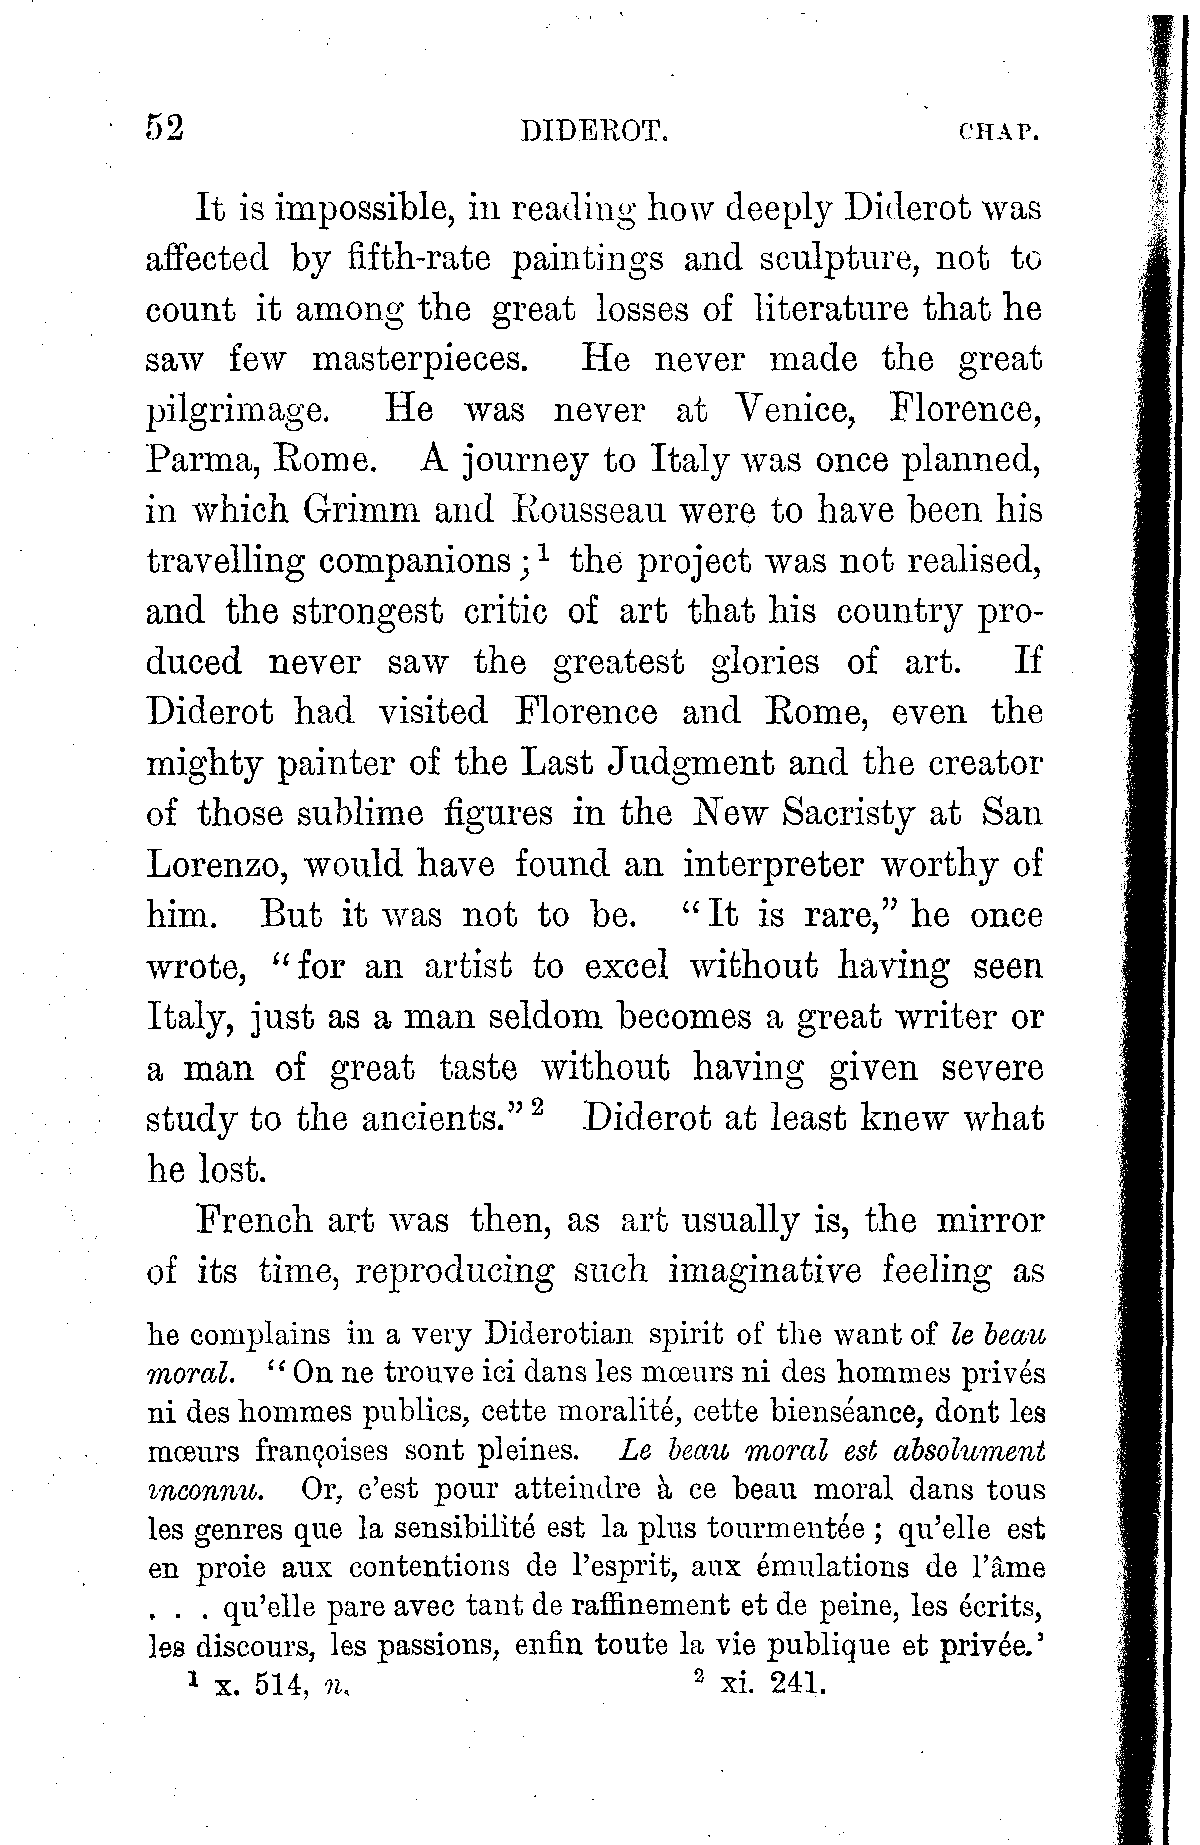 52 DIDEROT. CHAP.
It is impossible, in reading how deeply Diderot was
affected by fifth-rate paintings and sculpture, not to
count it among the great losses of literature that he
saw few masterpieces. He never made the great
pilgrimage. He was never at Venice, Florence,
Parma, Rome. A journey to Italy was once planned,
in which Grimm and Rousseau were to have been his
travelling companions ;¹ the project was not realised,
and the strongest critic of art that his country pro-
duced never saw the greatest glories of art. If
Diderot had visited Florence and Rome, even the
mighty painter of the Last Judgment and the creator
of those sublime figures in the New Sacristy at San
Lorenzo, would have found an interpreter worthy of
him. But it was not to be. “It is rare,” he once
wrote, “for an artist to excel without having seen
Italy, just as a man seldom becomes a great writer or
a man of great taste without having given severe
study to the ancients.”² Diderot at least knew what
he lost.
French art was then, as art usually is, the mirror
of its time, reproducing such imaginative feeling as
he complains in a very Diderotian spirit of the want of le beau
moral. “On ne trouve ici dans les mœurs ni des hommes privés
ni des hommes publics, cette moralité, cette bienséance, dont les
mœurs françoises sont pleines. Le beau moral est absolument
inconnu. Or, c’est pour atteindre à ce beau moral dans tous
les genres que la sensibilité est la plus tourmentée ; qu’elle est
en proie aux contentions de l’esprit, aux émulations de l’âme
. . . qu’elle pare avec tant de raffinement et de peine, les écrits,
les discours, les passions, enfin toute la vie publique et privée.’
¹ x. 514, n. ² xi. 241.